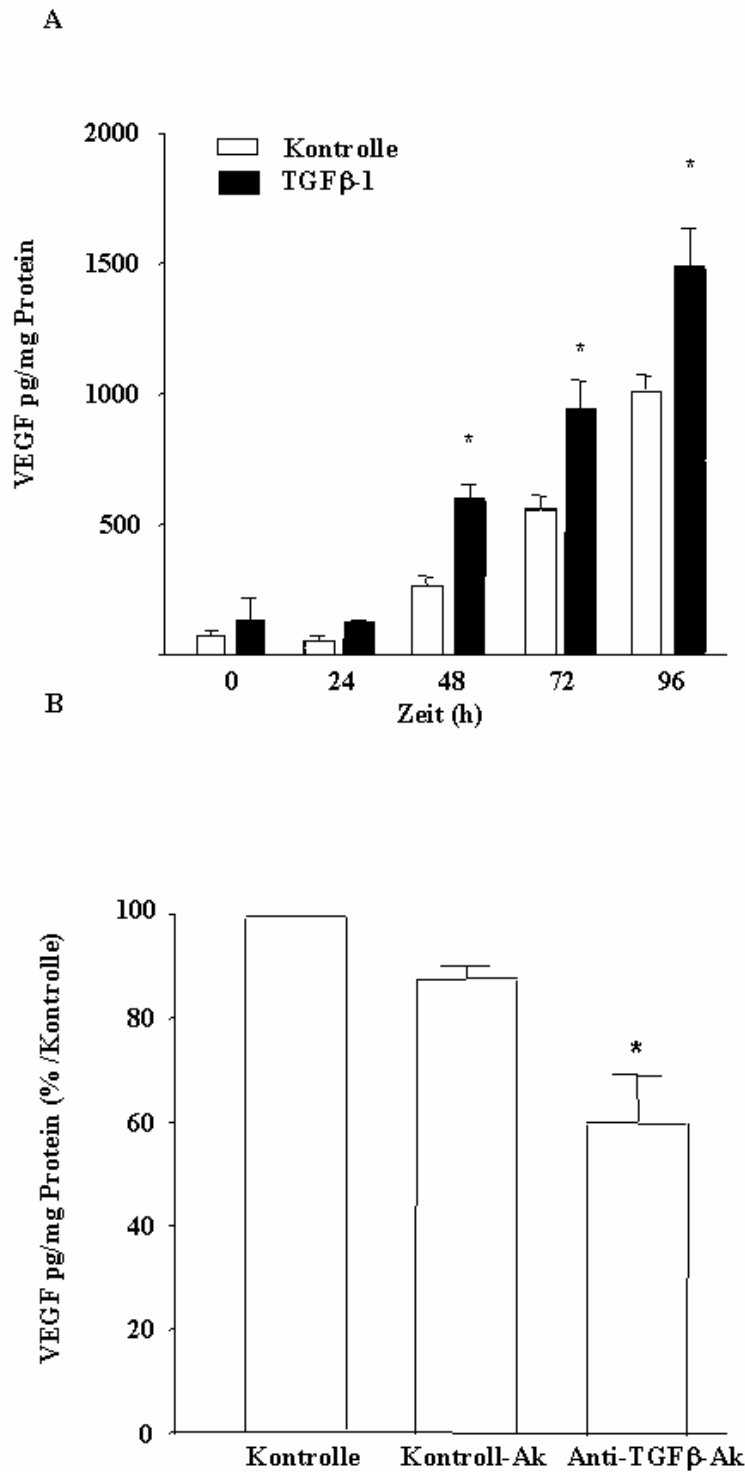 A
2000
1500
1000
500
VEGF pg/mg Protein
Kontrolle
TGFβ-1
*
*
*
0 24 48 72 96
Zeit (h)
B
100
80
60
40
20
0
VEGF pg/mg Protein (% /Kontrolle)
*
Kontrolle Kontroll-Ak Anti-TGFβ-Ak